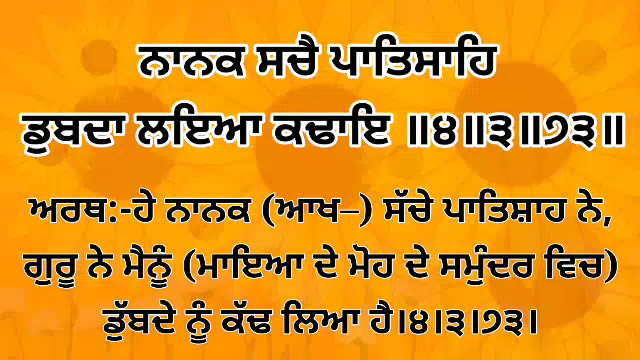 ਨਾਨਕ ਸਚੈ ਪਾਤਿਸਾਹਿ
ਡੁਬਦਾ ਲਇਆ ਕਢਾਇ ॥੪॥੩॥੭੩॥
ਅਰਥ:-ਹੇ ਨਾਨਕ (ਆਖ–) ਸੱਚੇ ਪਾਤਿਸ਼ਾਹ ਨੇ,
ਗੁਰੂ ਨੇ ਮੈਨੂੰ (ਮਾਇਆ ਦੇ ਮੋਹ ਦੇ ਸਮੁੰਦਰ ਵਿਚ)
ਡੁੱਬਦੇ ਨੂੰ ਕੱਢ ਲਿਆ ਹੈ।੪।੩।੭੩।